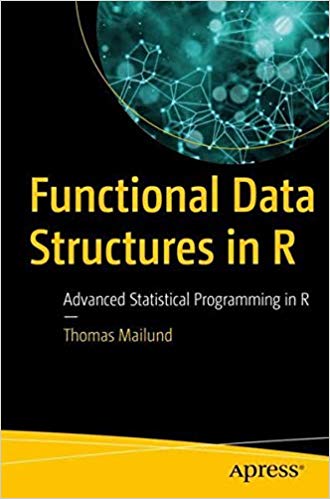 Functional Data
Structures in R
Advanced Statistical Programming in R
Thomas Mailund
Apress®